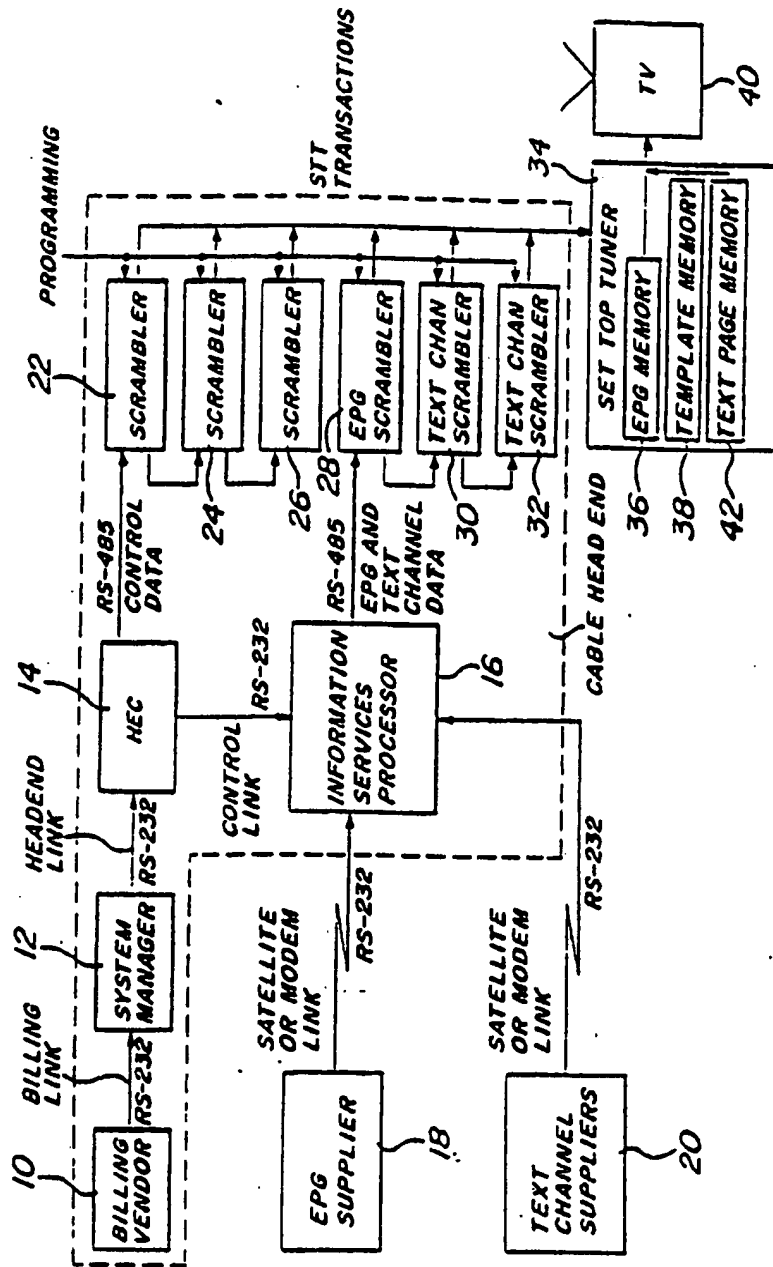 10
BILLING
VENDOR
BILLING
LINK
RS-232
12
SYSTEM
MANAGER
HEADEND
LINK
RS-232
14
HEC
RS-485
CONTROL
DATA
CONTROL
LINK
RS-232
PROGRAMMING
STT
TRANSACTIONS
22
SCRAMBLER
SCRAMBLER
24
SCRAMBLER
26
EPG
SCRAMBLER
28
TEXT CHAN
SCRAMBLER
30
TEXT CHAN
SCRAMBLER
32
RS-485
EPG AND
TEXT
CHANNEL
DATA
INFORMATION
SERVICES
PROCESSOR
16
CABLE HEAD END
EPG
SUPPLIER
18
SATELLITE
OR MODEM
LINK
RS-232
TEXT
CHANNEL
SUPPLIERS
20
SATELLITE
OR MODEM
LINK
RS-232
34
SET TOP TUNER
EPG MEMORY
36
TEMPLATE MEMORY
38
TEXT PAGE MEMORY
42
TV
40